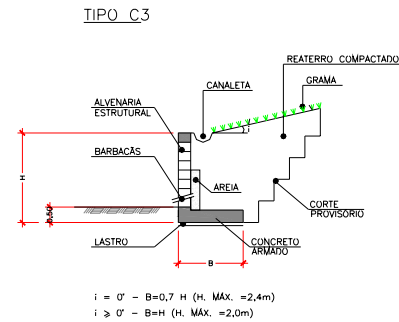 TIPO C3
REATERRO COMPACTADO
CANALETA
GRAMA
ALVENARIA
ESTRUTURAL
i
BARBACÃS
H
AREIA
CORTE
PROVISÓRIO
0,50
LASTRO
CONCRETO
ARMADO
B
i = 0° - B=0,7 H (H. MÁX. =2,4m)
i ⩾ 0° - B=H (H. MÁX. =2,0m)